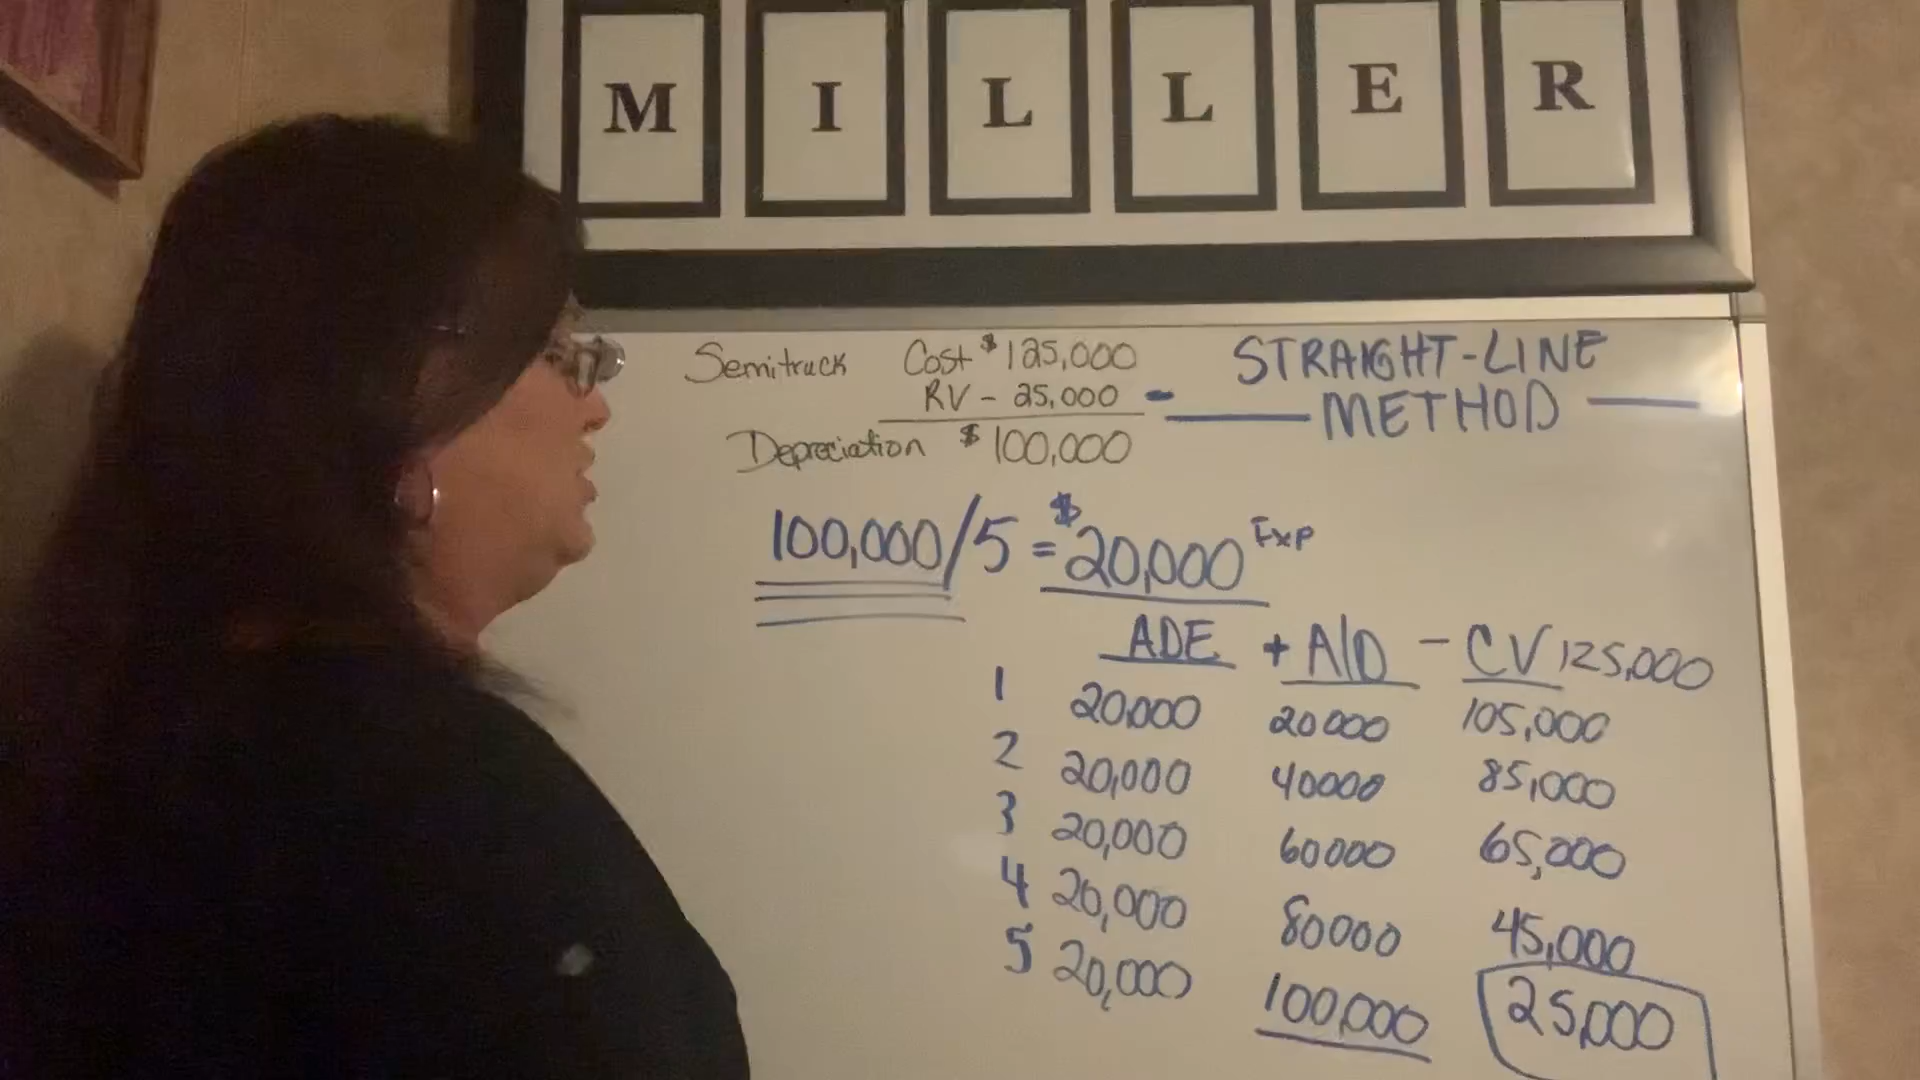 MILLER
Semitruck Cost $125,000
RV - 25,000 -
Depreciation $100,000
STRAIGHT-LINE
METHOD
100,000/5 = $20,000 Exp
ADE + A/D - CV 125,000
1 20,000 20000 105,000
2 20,000 40000 85,000
3 20,000 60000 65,000
4 20,000 80000 45,000
5 20,000 100,000 25,000